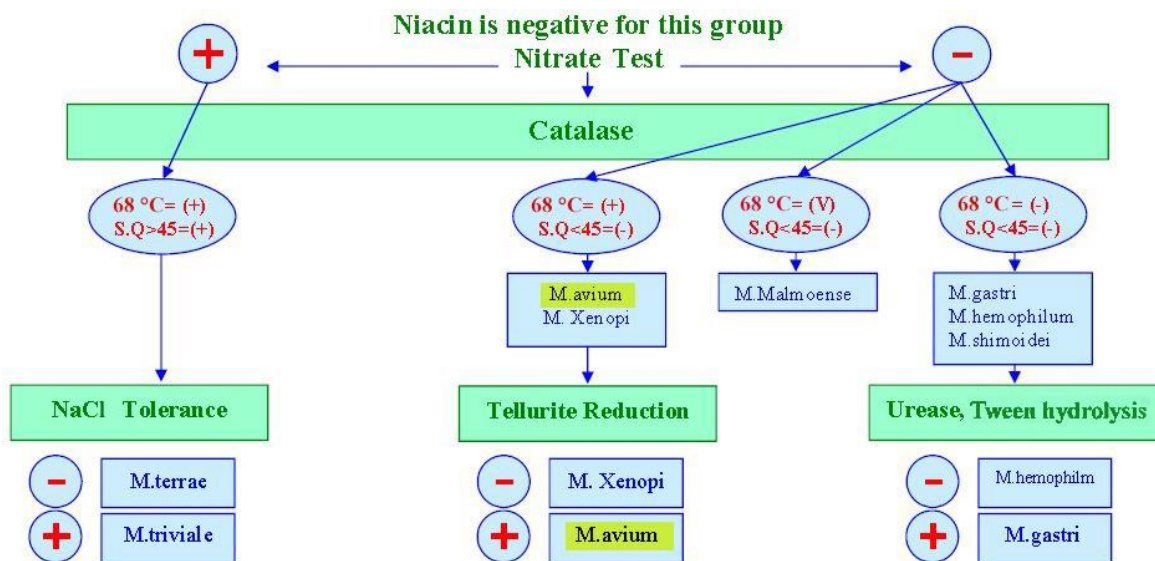 Niacin is negative for this group
Nitrate Test
+
-
Catalase
68 °C= (+)
S.Q>45=(+)
68 °C= (+)
S.Q<45=(-)
68 °C= (V)
S.Q<45=(-)
68 °C = (-)
S.Q<45=(-)
M.avium
M. Xenopi
M.Malmoense
M.gastri
M.hemophilum
M.shimoidei
NaCl Tolerance
Tellurite Reduction
Urease, Tween hydrolysis
- M.terrae
- M. Xenopi
- M.hemophilm
+ M.triviale
+ M.avium
+ M.gastri